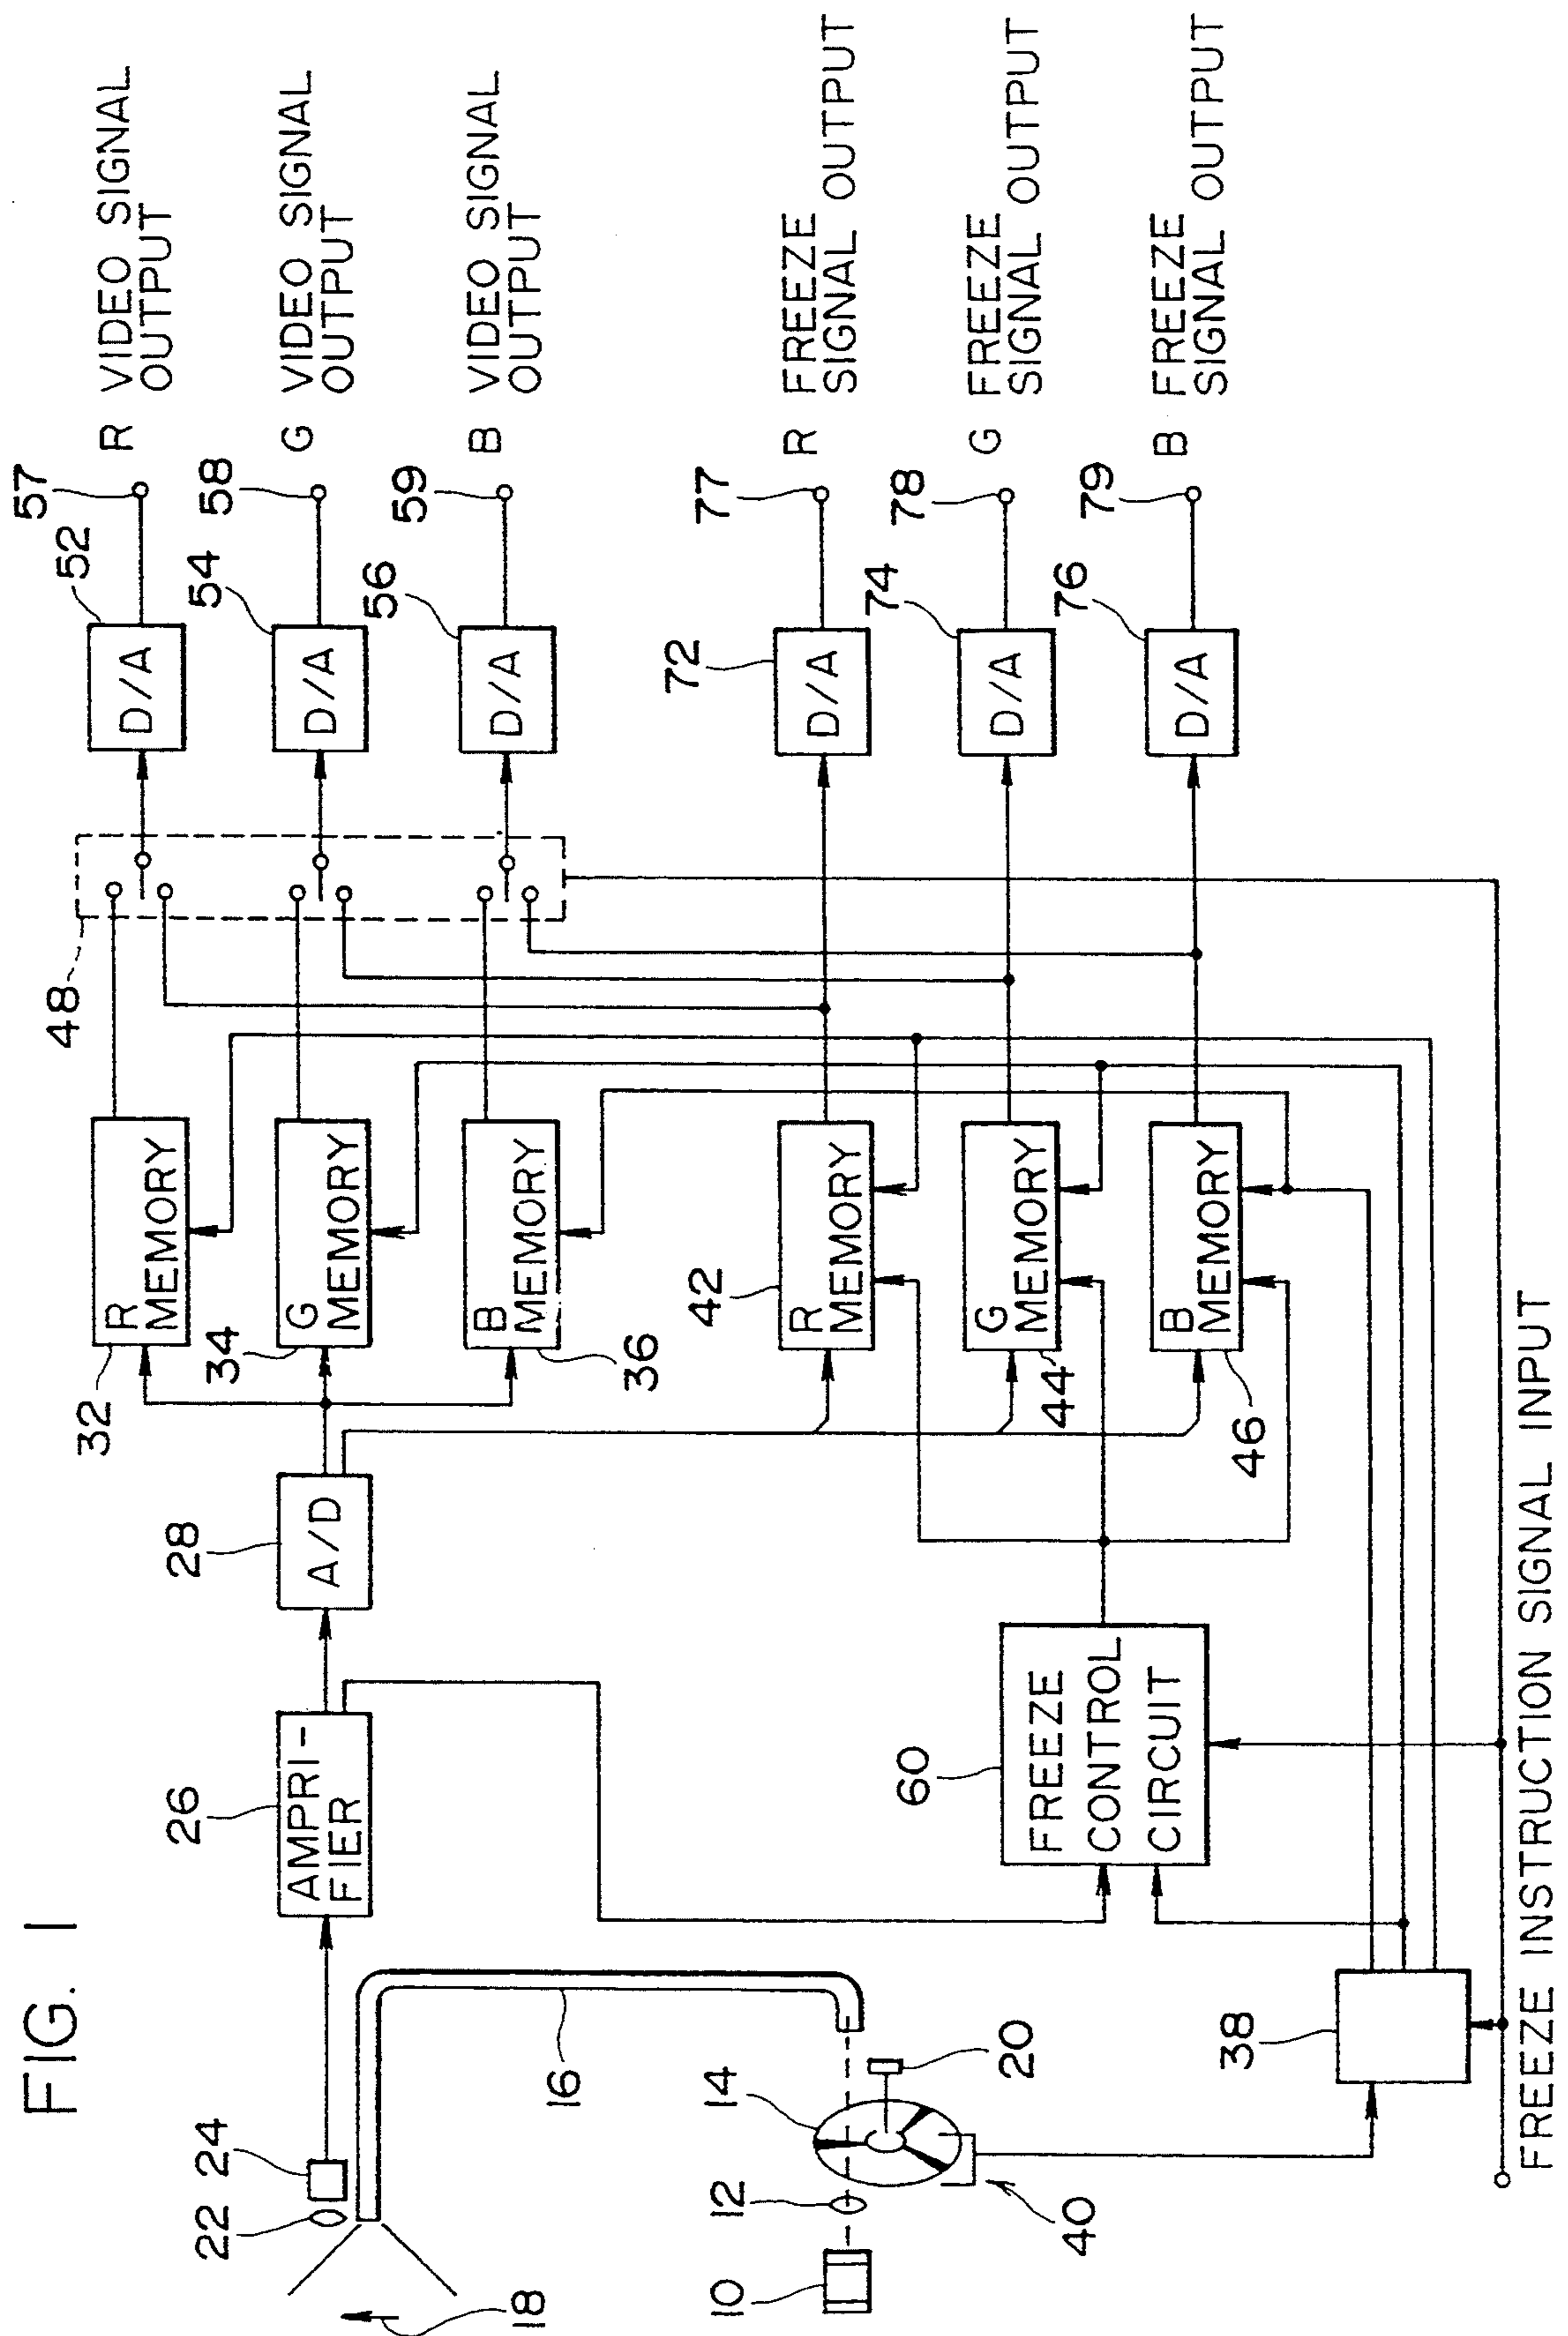 FIG. 1
R VIDEO SIGNAL
OUTPUT
G VIDEO SIGNAL
OUTPUT
B VIDEO SIGNAL
OUTPUT
R FREEZE
SIGNAL OUTPUT
G FREEZE
SIGNAL OUTPUT
B FREEZE
SIGNAL OUTPUT
57
58
59
77
78
79
52
54
56
72
74
76
D/A
D/A
D/A
D/A
D/A
D/A
48
R
MEMORY
G
MEMORY
B
MEMORY
R
MEMORY
G
MEMORY
B
MEMORY
32
34
36
42
44
46
28
A/D
26
AMPRI-
FIER
60
FREEZE
CONTROL
CIRCUIT
24
22
18
16
14
20
12
10
40
38
FREEZE INSTRUCTION SIGNAL INPUT